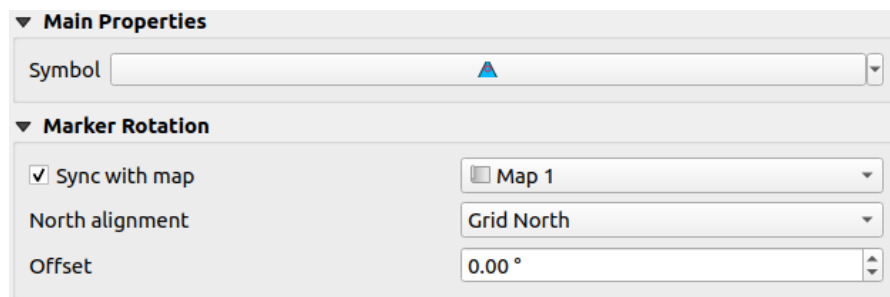 Main Properties
Symbol
Marker Rotation
Sync with map Map 1
North alignment Grid North
Offset 0.00 °